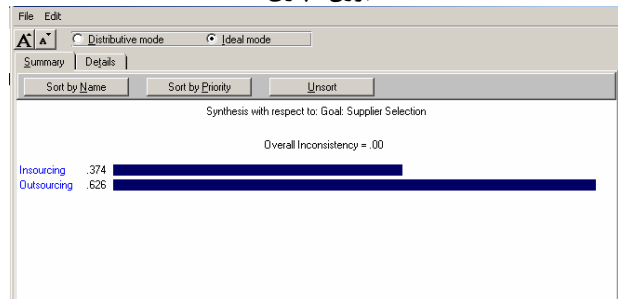 File Edit
A A Distributive mode Ideal mode
Summary Details
Sort by Name Sort by Priority Unsort
Synthesis with respect to: Goal: Supplier Selection
Overall Inconsistency = .00
Insourcing .374
Outsourcing .626